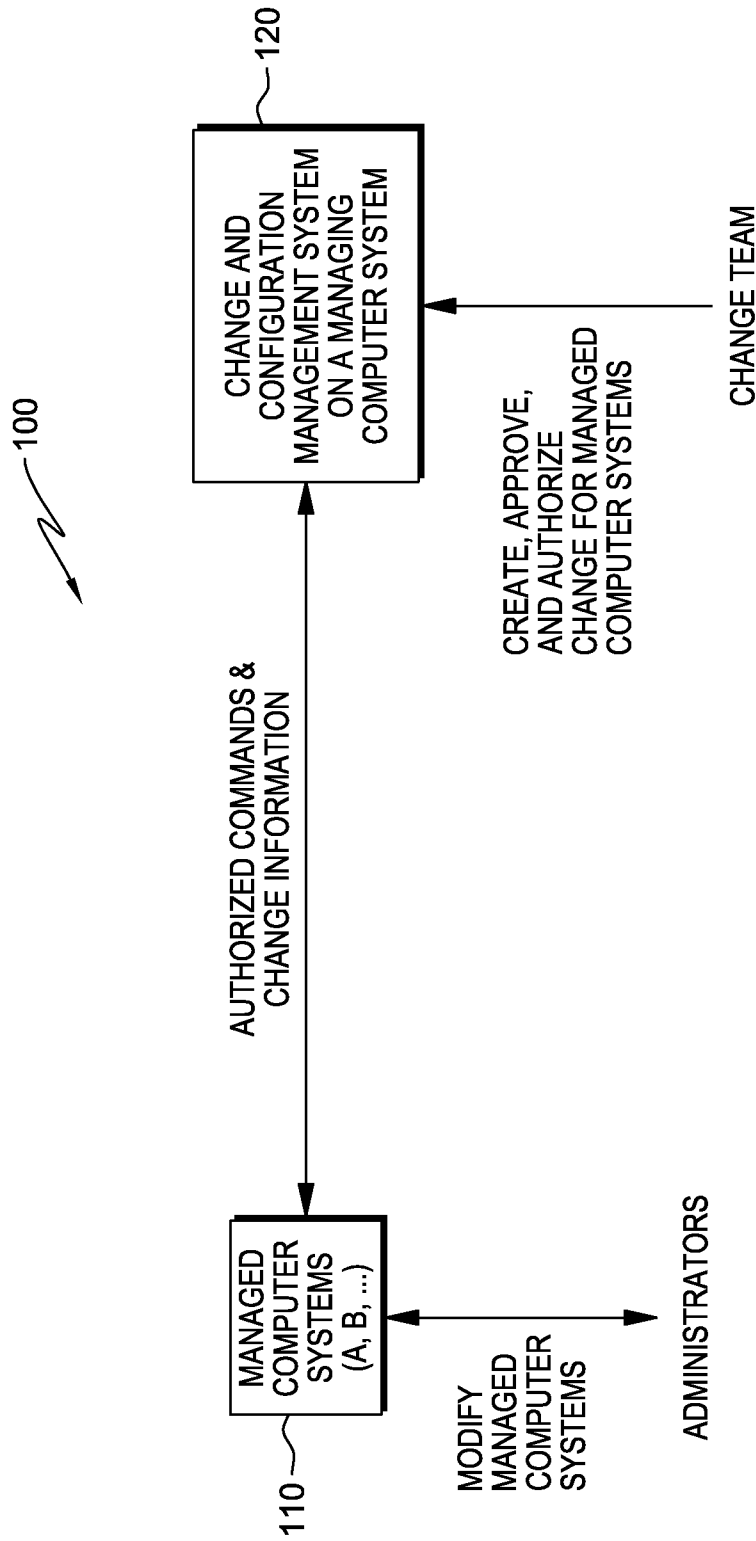 100
110
MANAGED
COMPUTER
SYSTEMS
(A, B, ...)
AUTHORIZED COMMANDS &
CHANGE INFORMATION
120
CHANGE AND
CONFIGURATION
MANAGEMENT SYSTEM
ON A MANAGING
COMPUTER SYSTEM
MODIFY
MANAGED
COMPUTER
SYSTEMS
ADMINISTRATORS
CREATE, APPROVE,
AND AUTHORIZE
CHANGE FOR MANAGED
COMPUTER SYSTEMS
CHANGE TEAM